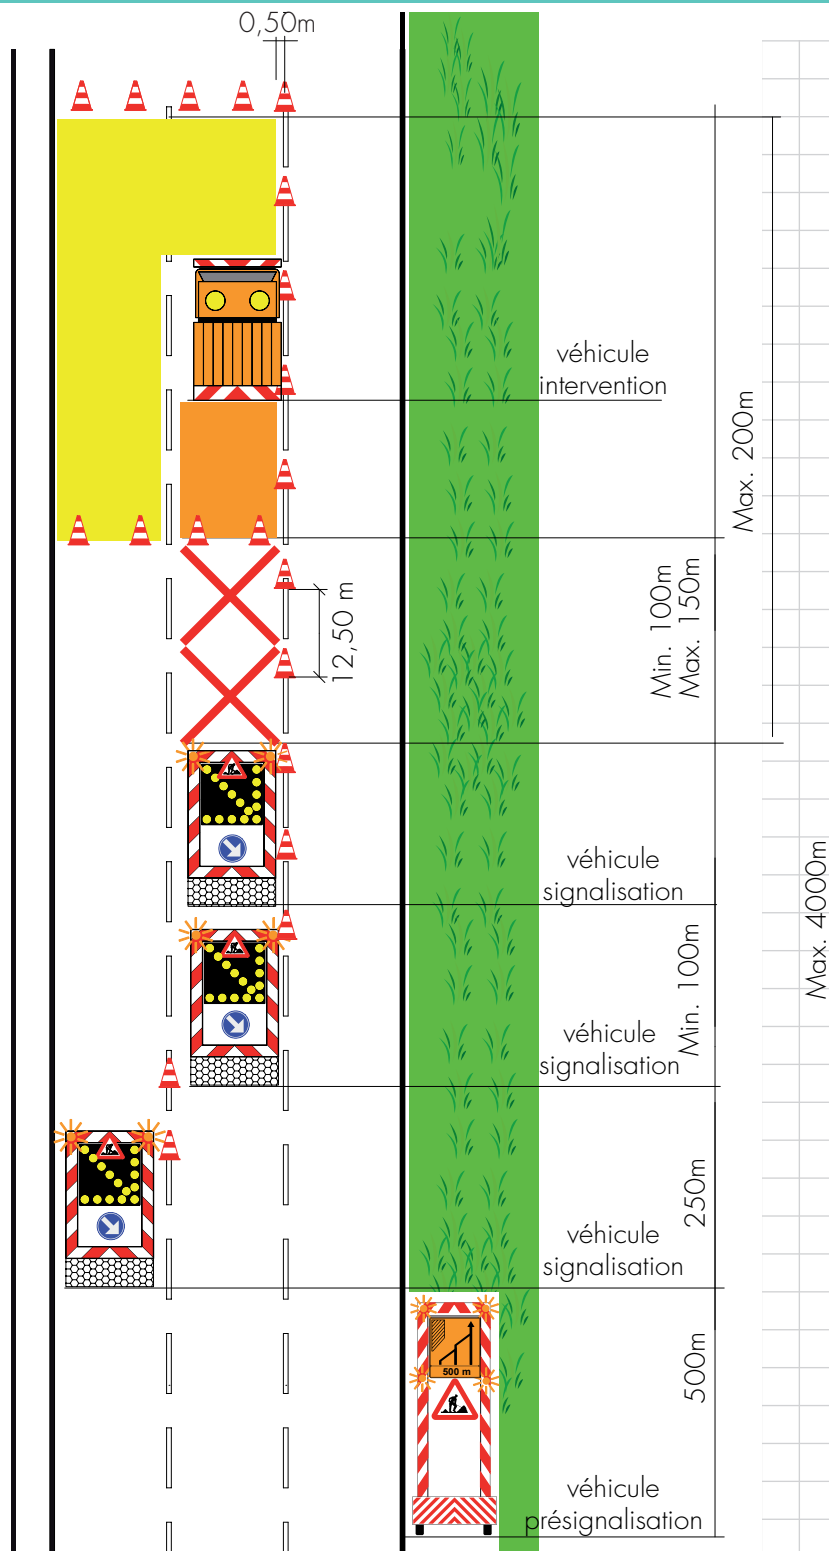 0,50m
véhicule
intervention
Max. 200m
Min. 100m
Max. 150m
12,50 m
véhicule
signalisation
Max. 4000m
Min. 100m
véhicule
signalisation
250m
véhicule
signalisation
500m
500 m
véhicule
présignalisation